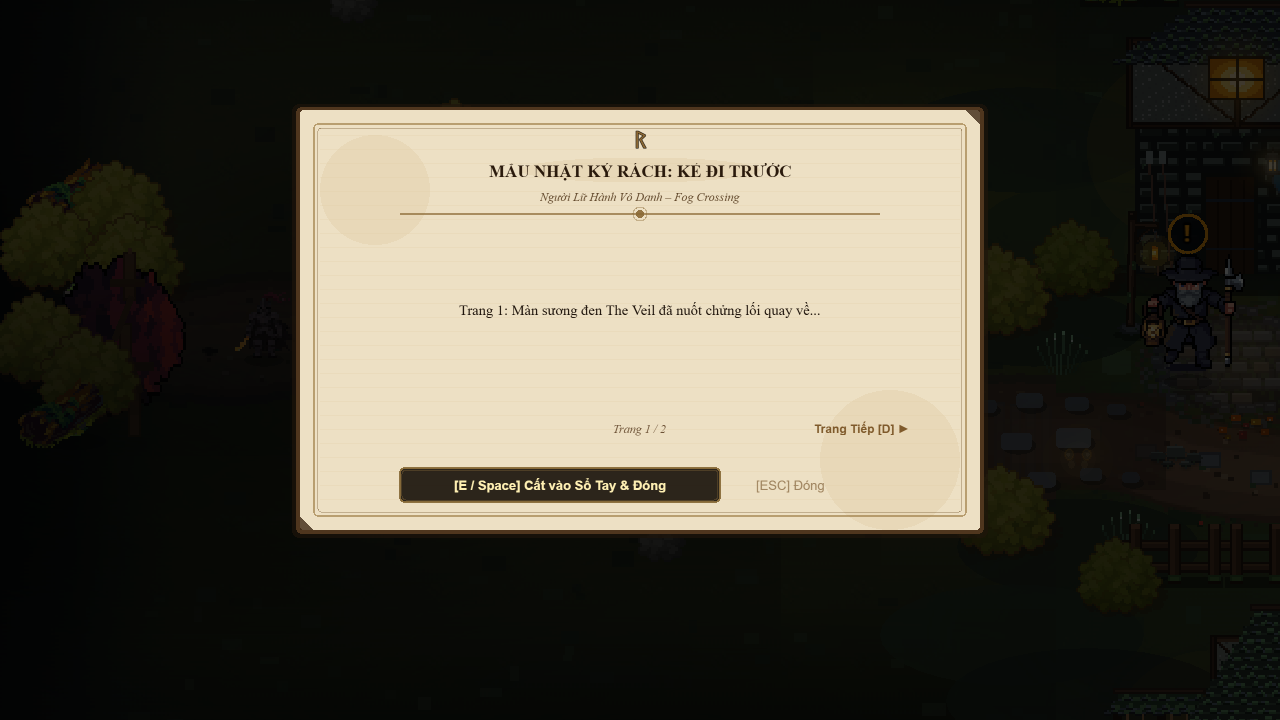 ᚱ
MẨU NHẬT KÝ RÁCH: KẺ ĐI TRƯỚC
Người Lữ Hành Vô Danh – Fog Crossing
!
Trang 1: Màn sương đen The Veil đã nuốt chửng lối quay về...
Trang 1 / 2
Trang Tiếp [D] ►
[E / Space] Cất vào Sổ Tay & Đóng
[ESC] Đóng